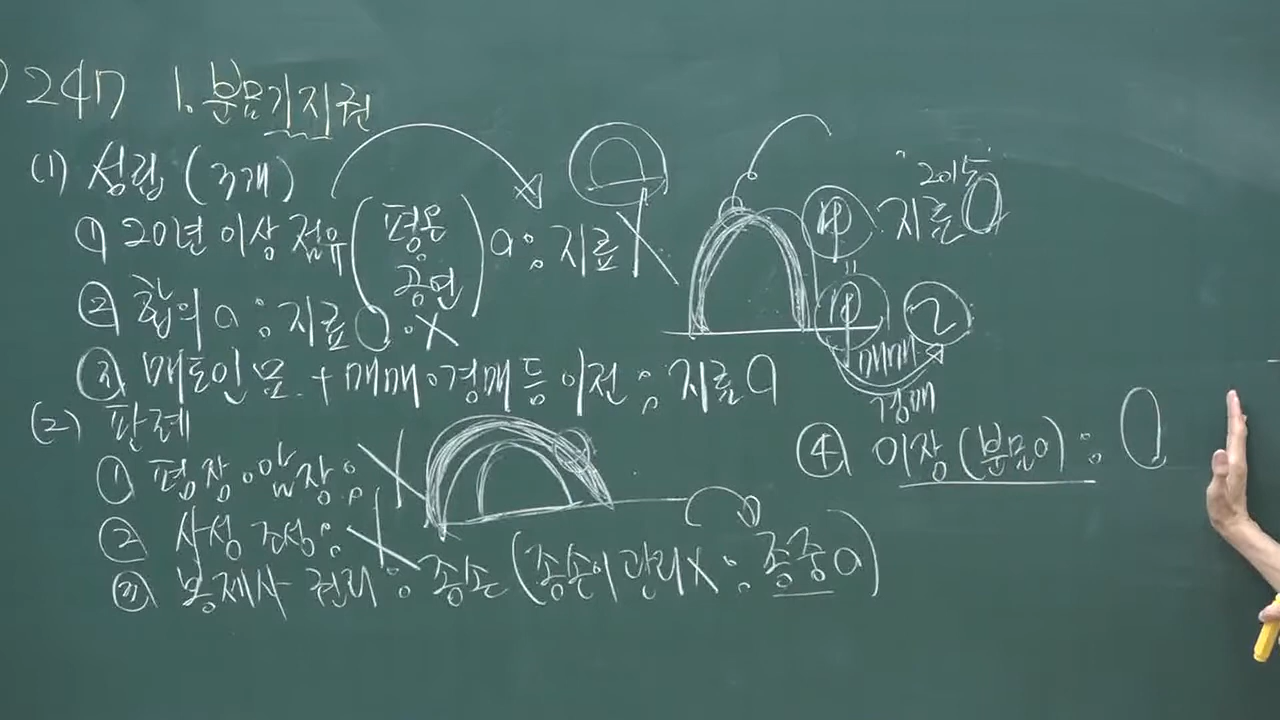 247 1. 분묘기지권
(1) 성립 (3개)
① 20년 이상 점유 (평온 공연) O : 지료 X
② 합의 O : 지료 O·X
③ 매토인 묘 + 매매·경매 등 이전 : 지료 O
(2) 판례
① 평장·암장 : X
② 사성 조성 : X
③ 봉제사 권리 : 종손 (종손이 관리 X : 종중 O)
④ 이장(분묘이) : O
"2015"
甲 지료 O
甲 乙
매매
경매